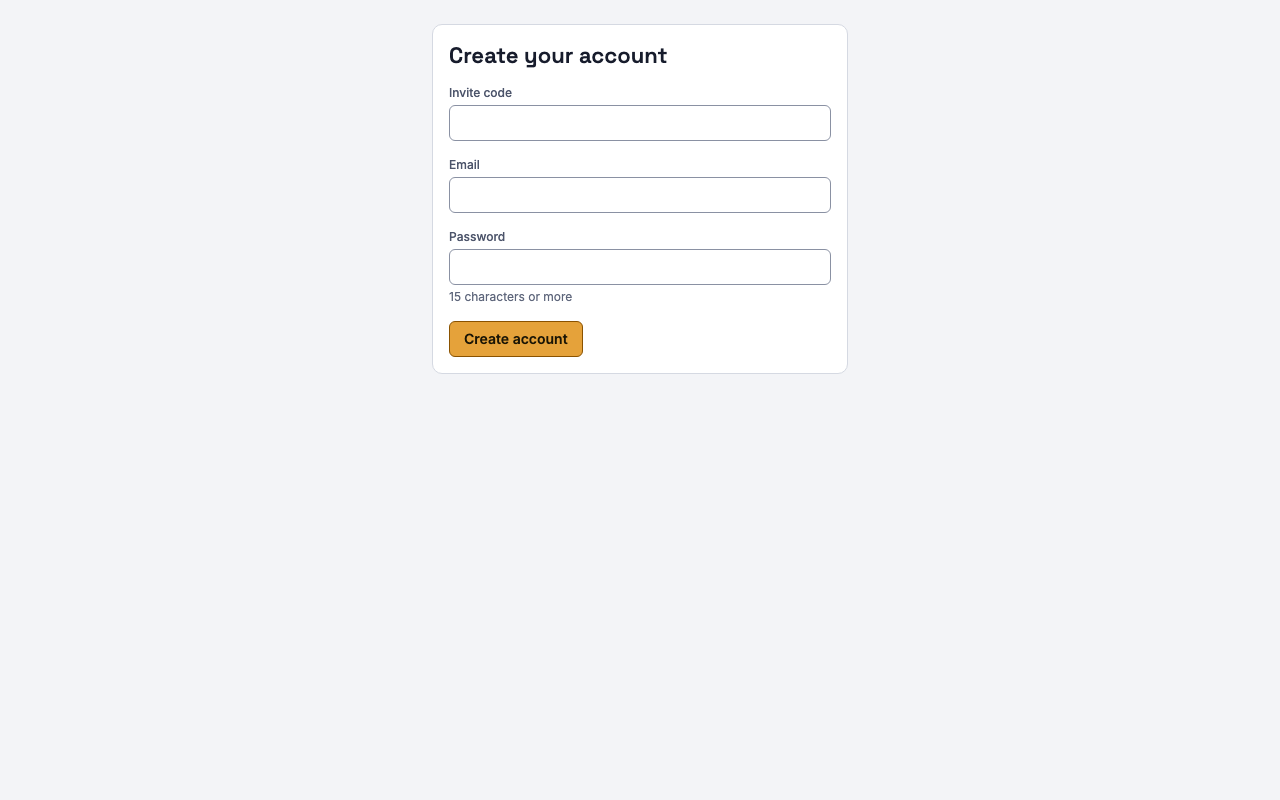 Create your account
Invite code
Email
Password
15 characters or more
Create account